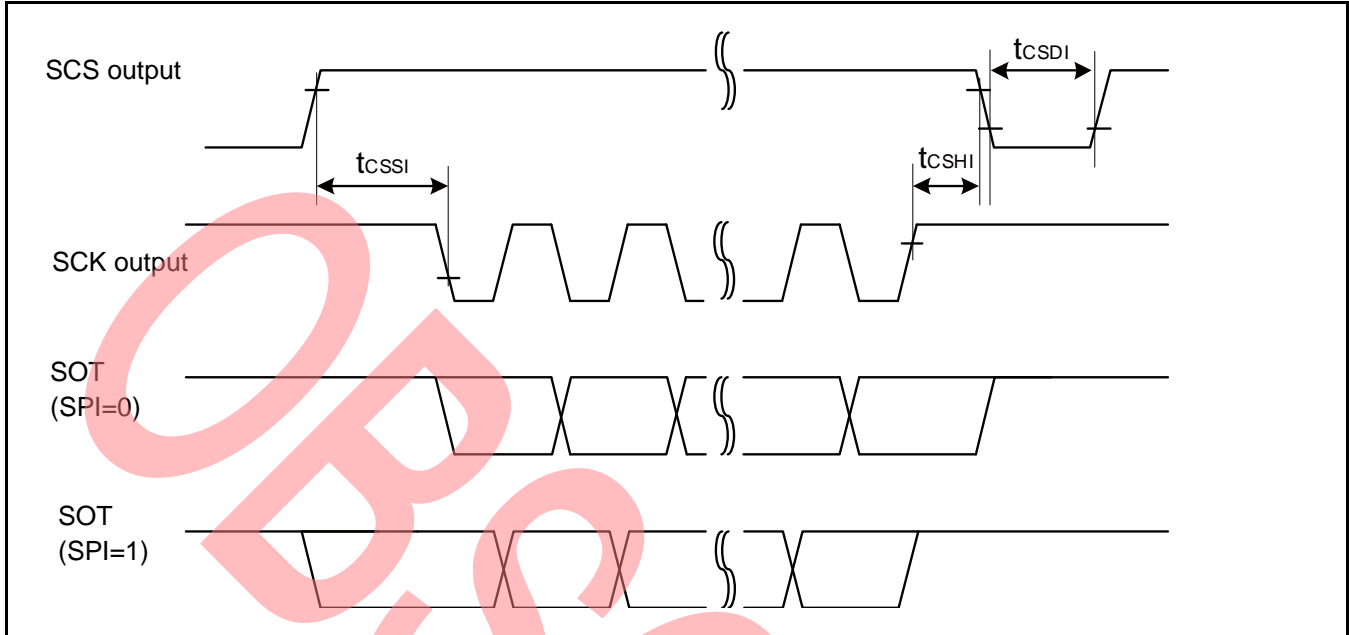 SCS output
tCSDI
tCSSI
tCSHI
SCK output
SOT
(SPI=0)
SOT
(SPI=1)